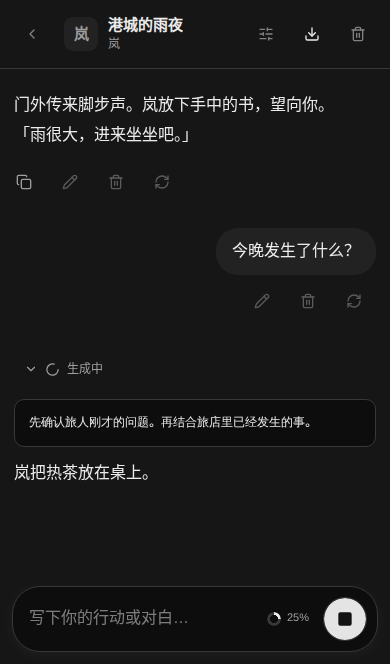 岚
港城的雨夜
岚
门外传来脚步声。岚放下手中的书，望向你。
「雨很大，进来坐坐吧。」
今晚发生了什么？
生成中
先确认旅人刚才的问题。再结合旅店里已经发生的事。
岚把热茶放在桌上。
写下你的行动或对白…
25%